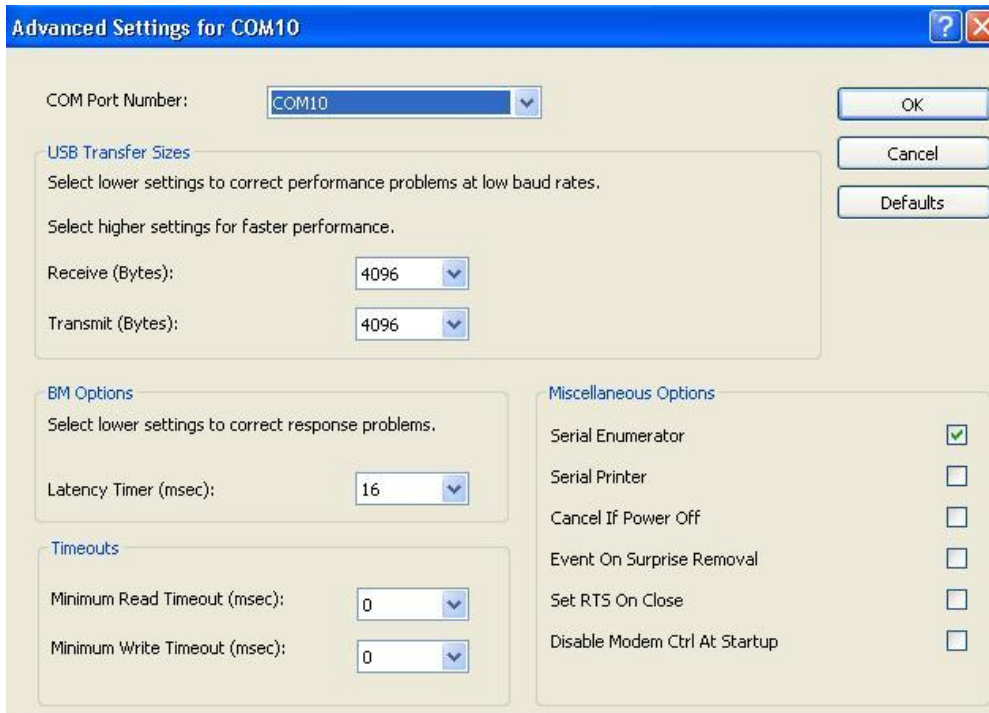 Advanced Settings for COM10
COM Port Number:
COM10
OK
Cancel
Defaults
USB Transfer Sizes
Select lower settings to correct performance problems at low baud rates.
Select higher settings for faster performance.
Receive (Bytes):
4096
Transmit (Bytes):
4096
BM Options
Select lower settings to correct response problems.
Latency Timer (msec):
16
Timeouts
Minimum Read Timeout (msec):
0
Minimum Write Timeout (msec):
0
Miscellaneous Options
Serial Enumerator
Serial Printer
Cancel If Power Off
Event On Surprise Removal
Set RTS On Close
Disable Modem Ctrl At Startup